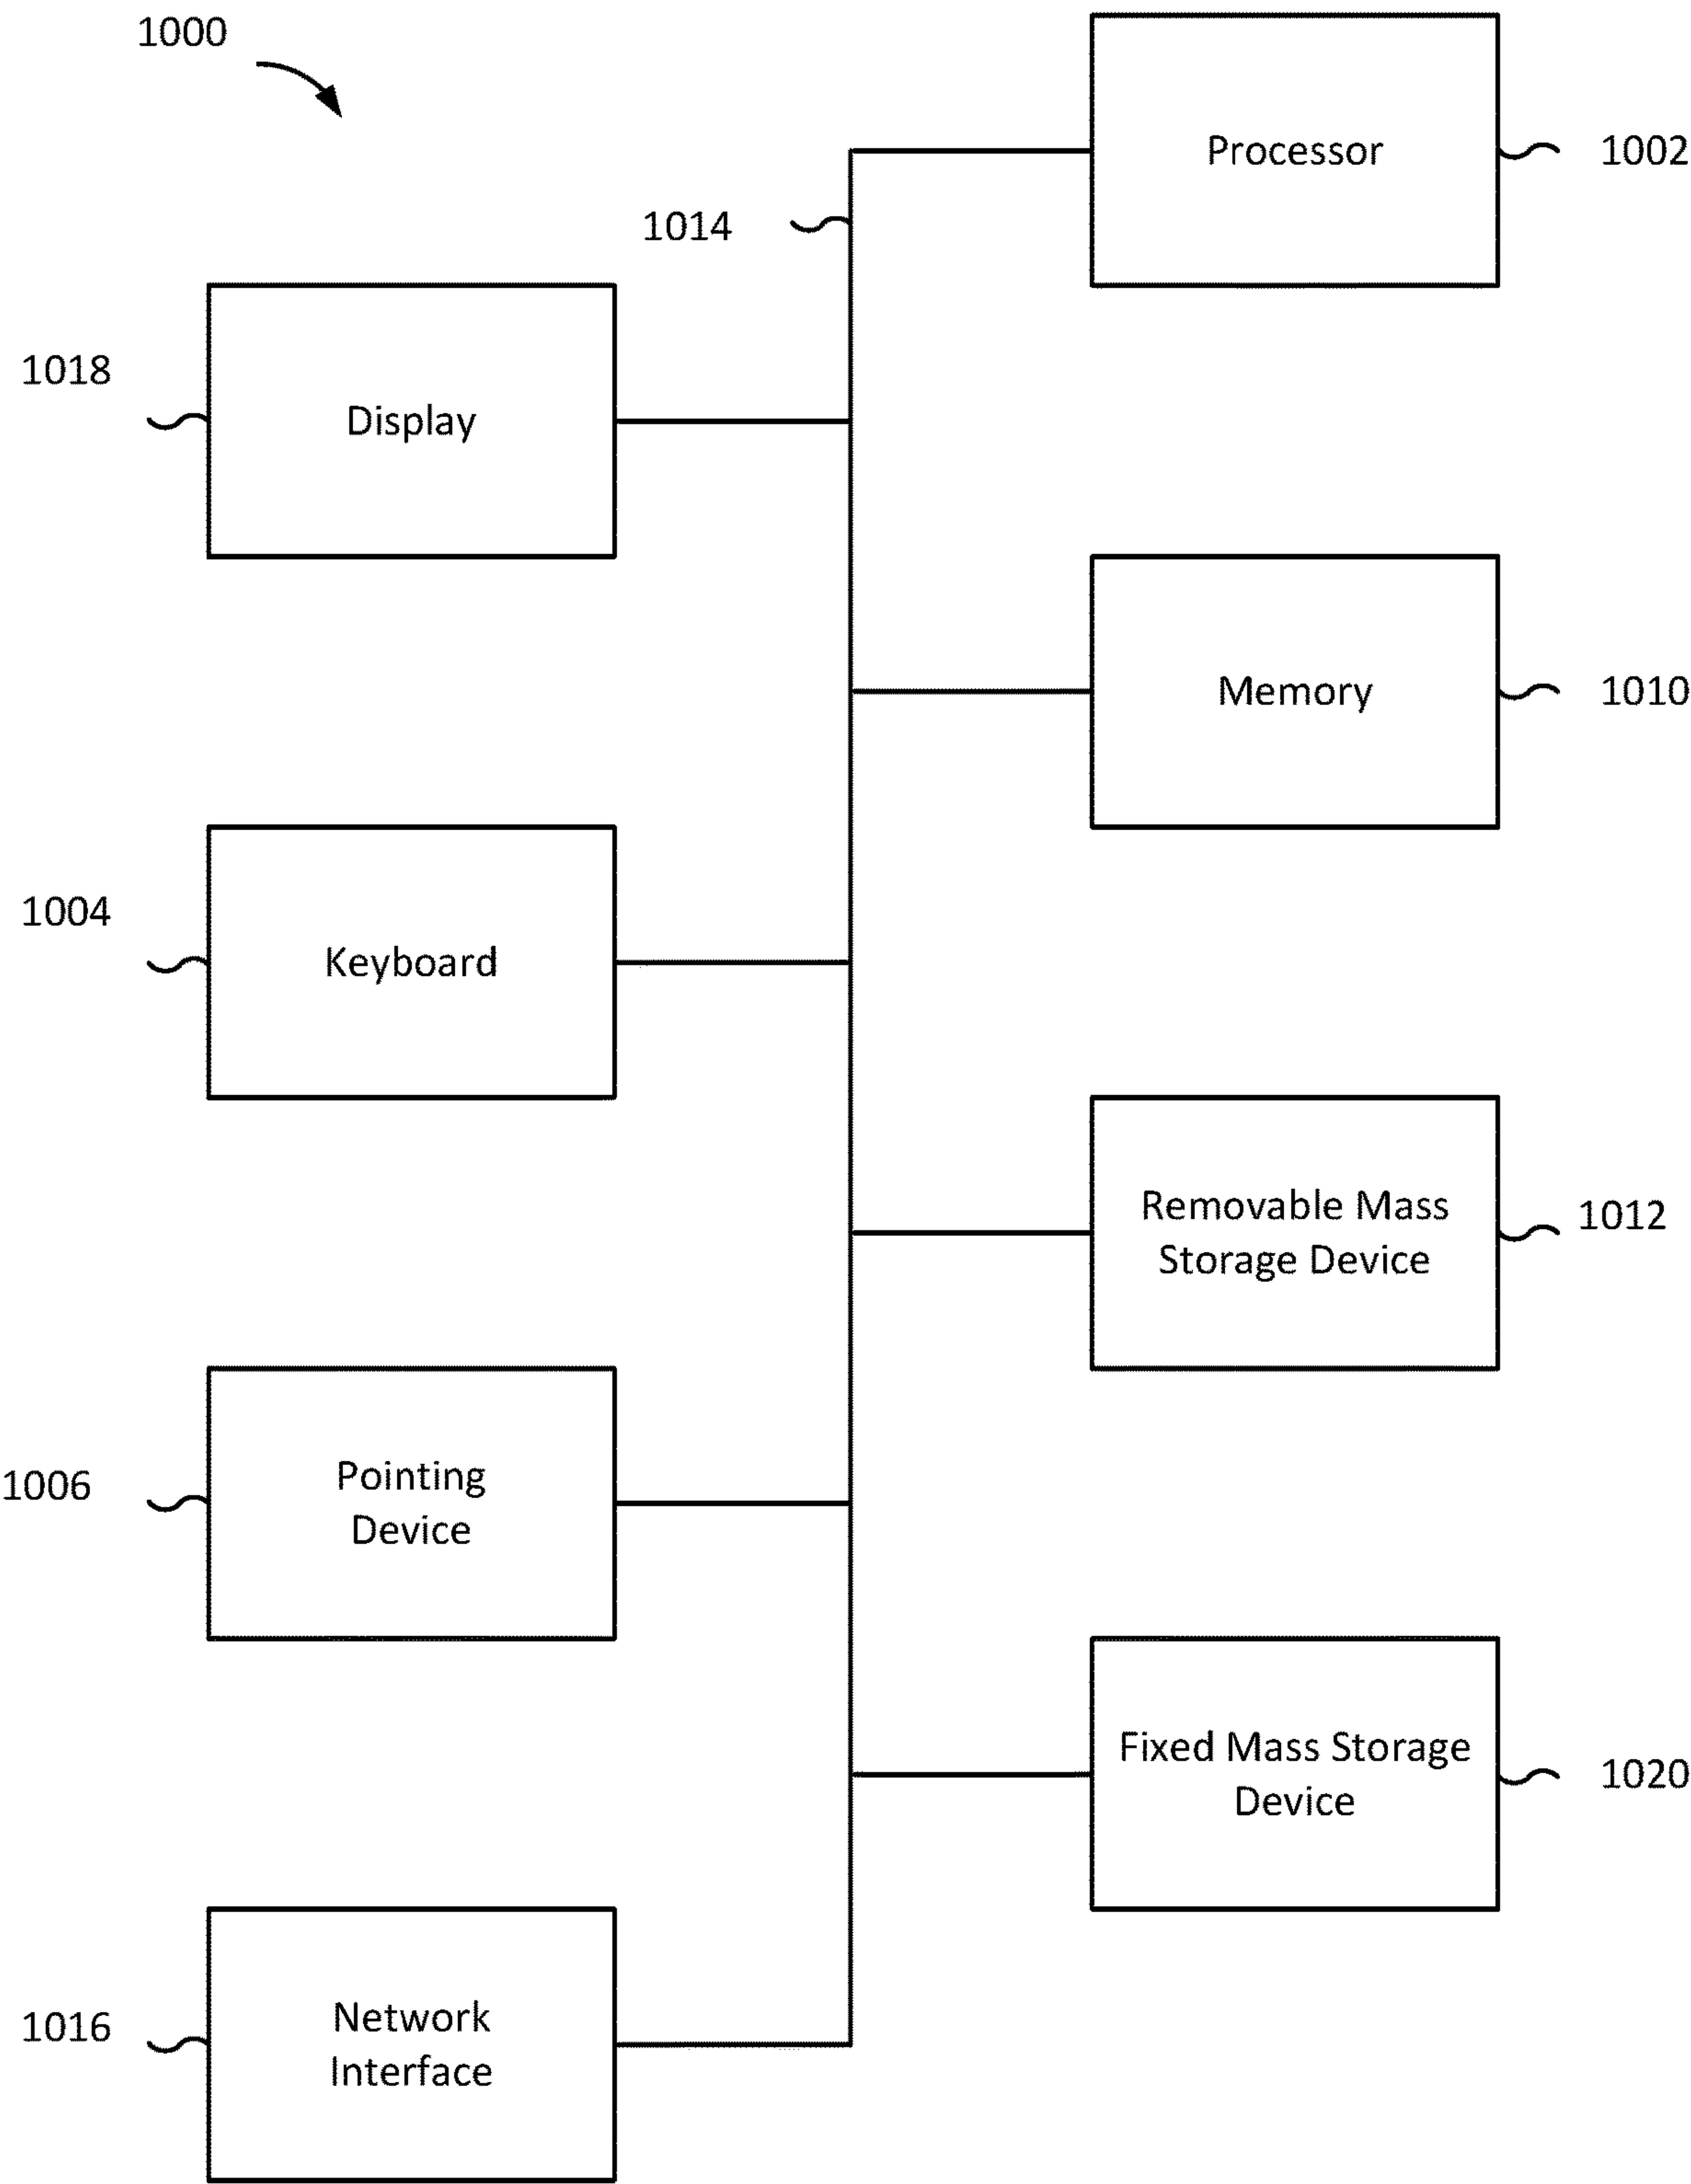 1000
Processor
1002
1014
1018
Display
Memory
1010
1004
Keyboard
Removable Mass
Storage Device
1012
1006
Pointing
Device
Fixed Mass Storage
Device
1020
1016
Network
Interface